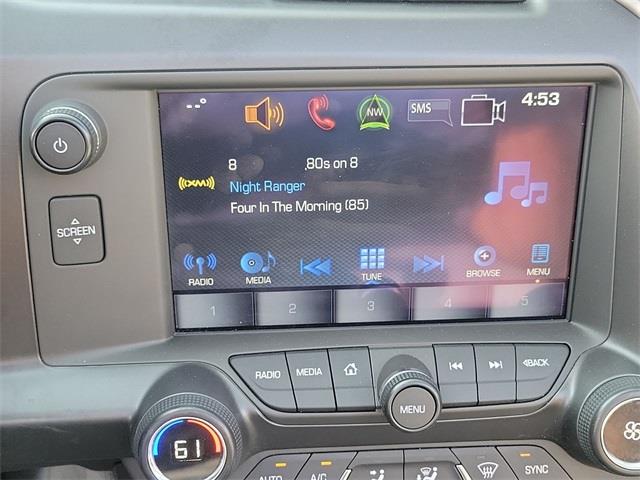 --° NW SMS 4:53
8 80s on 8
((XM))
Night Ranger
Four In The Morning (85)
RADIO MEDIA TUNE BROWSE MENU
1 2 3 4 5
SCREEN
RADIO MEDIA BACK
MENU
61
AUTO A/C SYNC